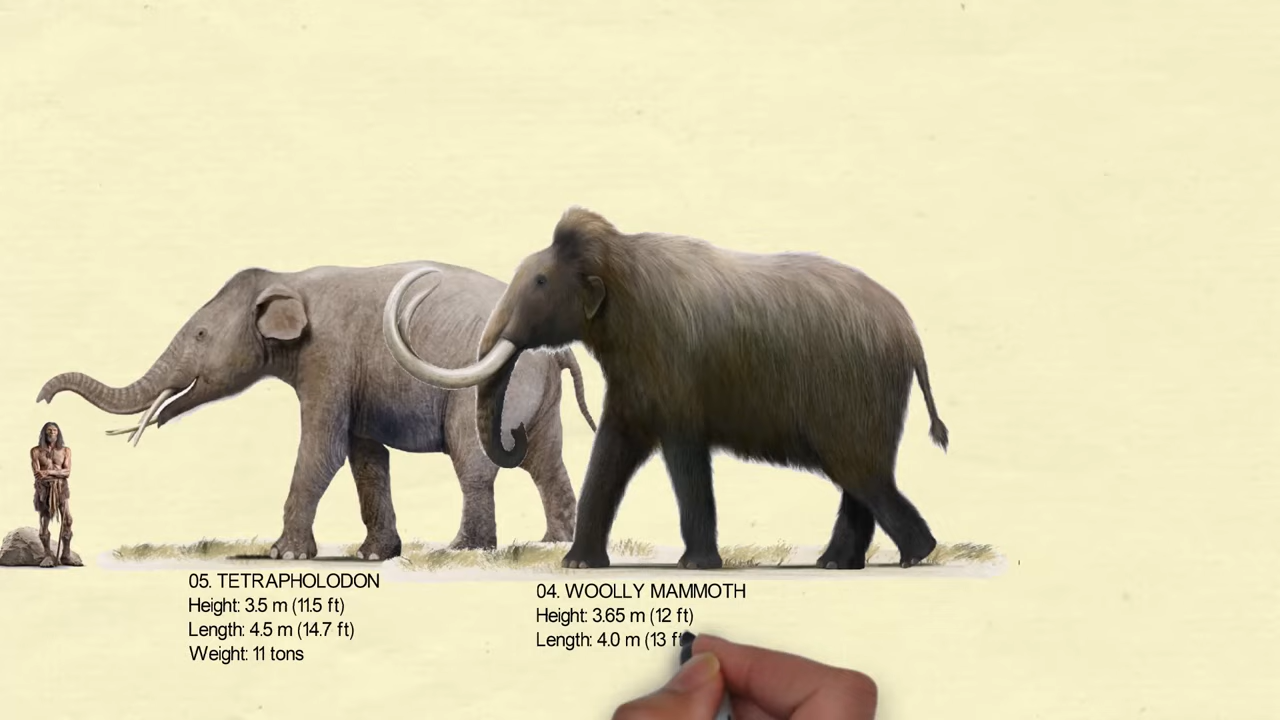 05. TETRAPHOLODON
Height: 3.5 m (11.5 ft)
Length: 4.5 m (14.7 ft)
Weight: 11 tons
04. WOOLLY MAMMOTH
Height: 3.65 m (12 ft)
Length: 4.0 m (13 ft